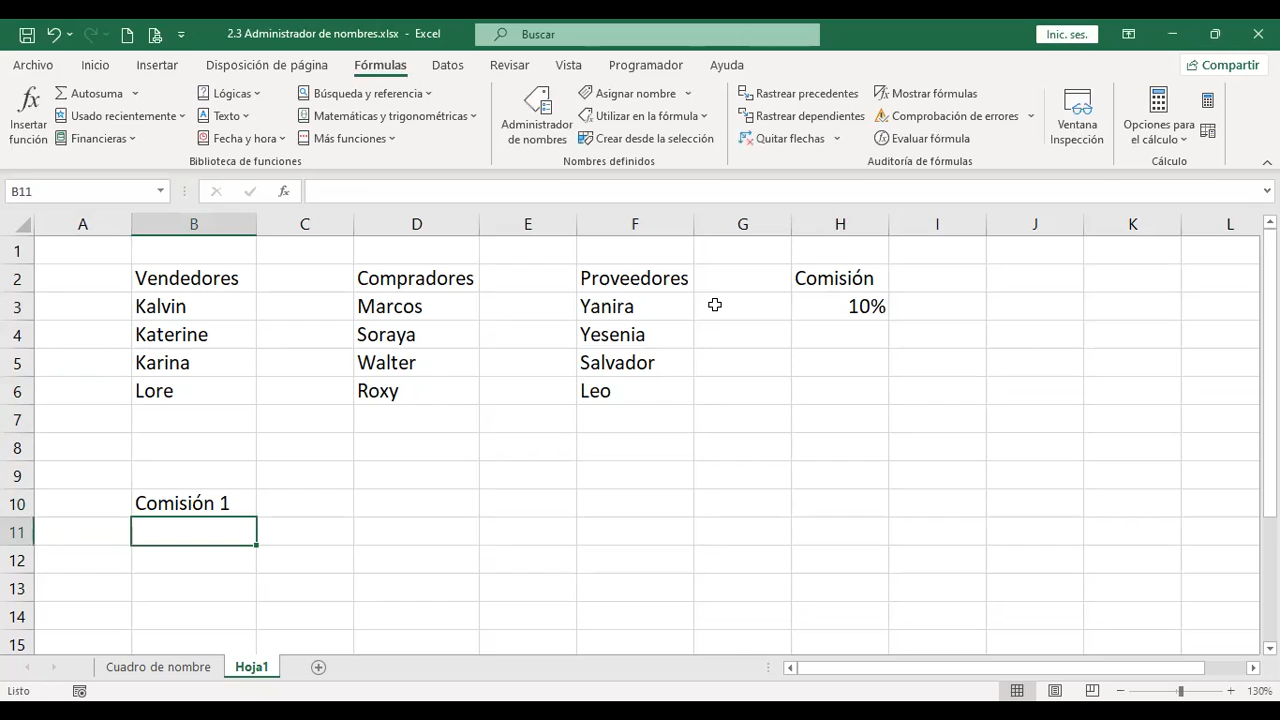 2.3 Administrador de nombres.xlsx - Excel
Buscar
Inic. ses.
Archivo Inicio Insertar Disposición de página Fórmulas Datos Revisar Vista Programador Ayuda
Compartir
fx Insertar función
Autosuma
Usado recientemente
Financieras
Lógicas
Texto
Fecha y hora
Búsqueda y referencia
Matemáticas y trigonométricas
Más funciones
Biblioteca de funciones
Administrador de nombres
Asignar nombre
Utilizar en la fórmula
Crear desde la selección
Nombres definidos
Rastrear precedentes
Rastrear dependientes
Quitar flechas
Mostrar fórmulas
Comprobación de errores
Evaluar fórmula
Auditoría de fórmulas
Ventana Inspección
Opciones para el cálculo
Cálculo
B11
fx
A B C D E F G H I J K L
1
2 Vendedores Compradores Proveedores Comisión
3 Kalvin Marcos Yanira 10%
4 Katerine Soraya Yesenia
5 Karina Walter Salvador
6 Lore Roxy Leo
7
8
9
10 Comisión 1
11
12
13
14
15
Cuadro de nombre Hoja1
Listo
130%